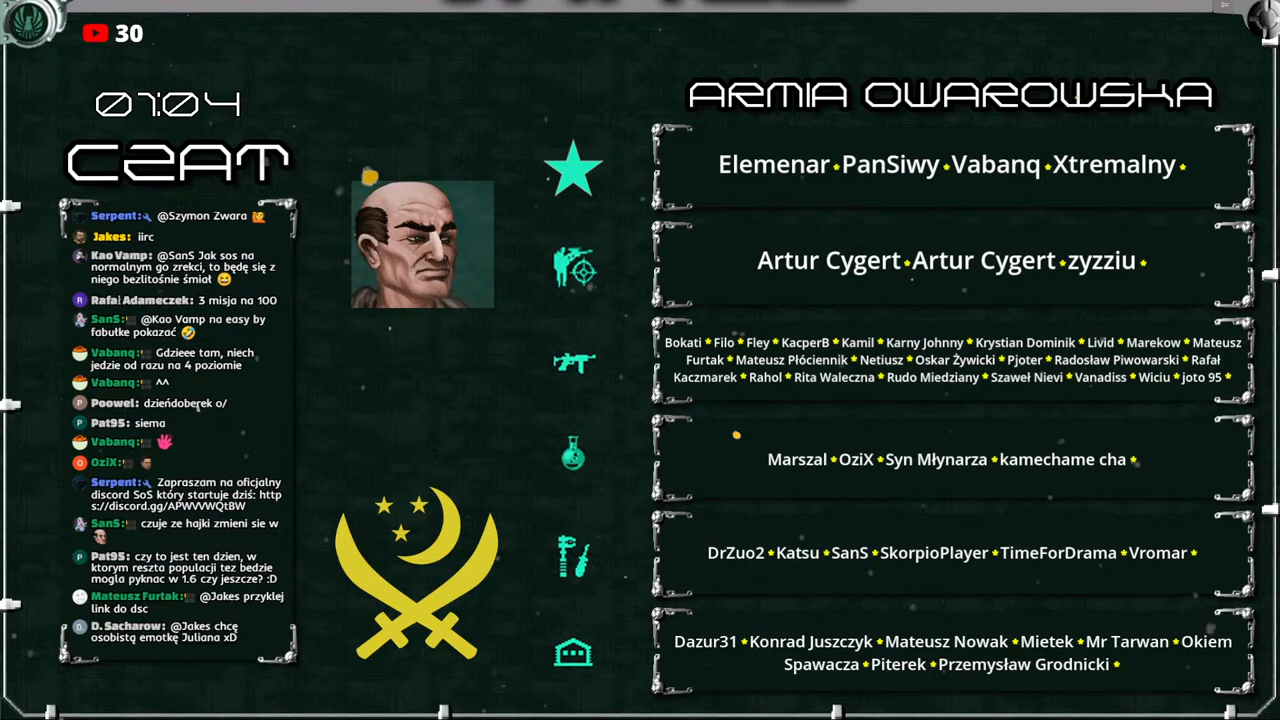 30
01:04
CZAT
Serpent: @Szymon Zwara
Jakes: iirc
Kao Vamp: @SanS Jak sos na
normalnym go zrekci, to będę się z
niego bezlitośnie śmiał
Rafał Adameczek: 3 misja na 100
SanS: @Kao Vamp na easy by
fabułke pokazać
Vabanq: Gdzieee tam, niech
jedzie od razu na 4 poziomie
Vabanq: ^^
Poowel: dzieńdoberek o/
Pat95: siema
Vabanq:
OziX:
Serpent: Zapraszam na oficjalny
discord SoS który startuje dziś: http
s://discord.gg/APWVVWQtBW
SanS: czuje ze hajki zmieni sie w
Pat95: czy to jest ten dzien, w
ktorym reszta populacji tez bedzie
mogla pyknac w 1.6 czy jeszcze? :D
Mateusz Furtak: @Jakes przyklej
link do dsc
D. Sacharow: @Jakes chcę
osobistą emotkę Juliana xD
ARMIA OWAROWSKA
Elemenar PanSiwy Vabanq Xtremalny
Artur Cygert Artur Cygert zyzziu
Bokati Filo Fley KacperB Kamil Karny Johnny Krystian Dominik Livid Marekow Mateusz
Furtak Mateusz Płóciennik Netiusz Oskar Żywicki Pjoter Radosław Piwowarski Rafał
Kaczmarek Rahol Rita Waleczna Rudo Miedziany Szaweł Nievi Vanadiss Wiciu joto 95
Marszal OziX Syn Młynarza kamechame cha
DrZuo2 Katsu SanS SkorpioPlayer TimeForDrama Vromar
Dazur31 Konrad Juszczyk Mateusz Nowak Mietek Mr Tarwan Okiem
Spawacza Piterek Przemysław Grodnicki